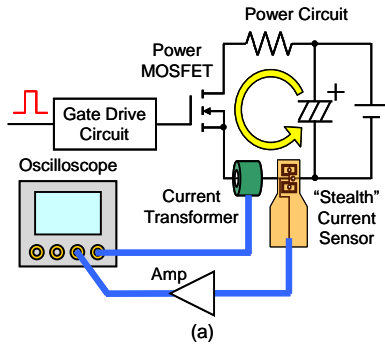 Power Circuit
Power
MOSFET
+
Gate Drive
Circuit
Oscilloscope
Current
Transformer
“Stealth”
Current
Sensor
Amp
(a)